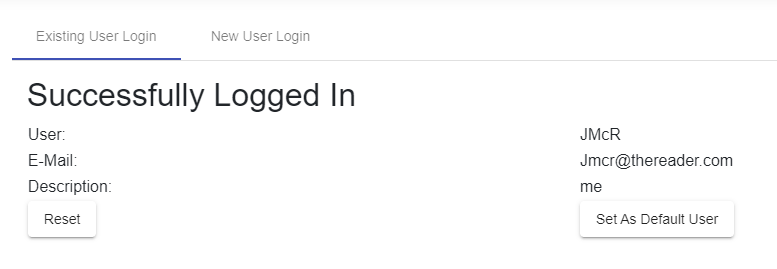 Existing User Login New User Login
Successfully Logged In
User: JMcR
E-Mail: Jmcr@thereader.com
Description: me
Reset Set As Default User